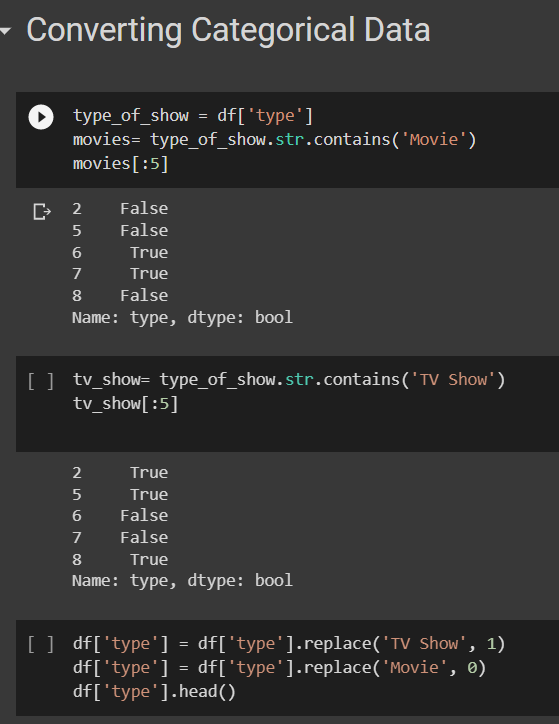 Converting Categorical Data
type_of_show = df['type']
movies= type_of_show.str.contains('Movie')
movies[:5]
2    False
5    False
6     True
7     True
8    False
Name: type, dtype: bool
[ ] tv_show= type_of_show.str.contains('TV Show')
tv_show[:5]
2     True
5     True
6    False
7    False
8     True
Name: type, dtype: bool
[ ] df['type'] = df['type'].replace('TV Show', 1)
df['type'] = df['type'].replace('Movie', 0)
df['type'].head()